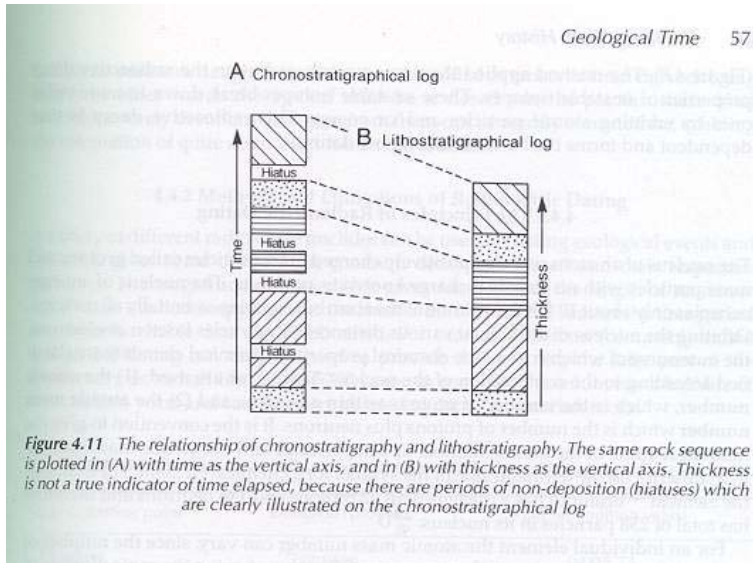 Geological Time 57
A Chronostratigraphical log
B Lithostratigraphical log
Hiatus
Hiatus
Hiatus
Hiatus
Time
Thickness
Figure 4.11 The relationship of chronostratigraphy and lithostratigraphy. The same rock sequence
is plotted in (A) with time as the vertical axis, and in (B) with thickness as the vertical axis. Thickness
is not a true indicator of time elapsed, because there are periods of non-deposition (hiatuses) which
are clearly illustrated on the chronostratigraphical log